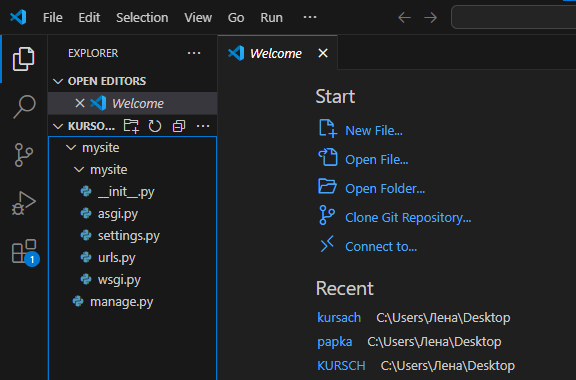 File Edit Selection View Go Run ...
EXPLORER ...
OPEN EDITORS
Welcome
KURSO... ...
mysite
mysite
__init__.py
asgi.py
settings.py
urls.py
wsgi.py
manage.py
1
Welcome
Start
New File...
Open File...
Open Folder...
Clone Git Repository...
Connect to...
Recent
kursach C:\Users\Лена\Desktop
papka C:\Users\Лена\Desktop
KURSCH C:\Users\Лена\Desktop